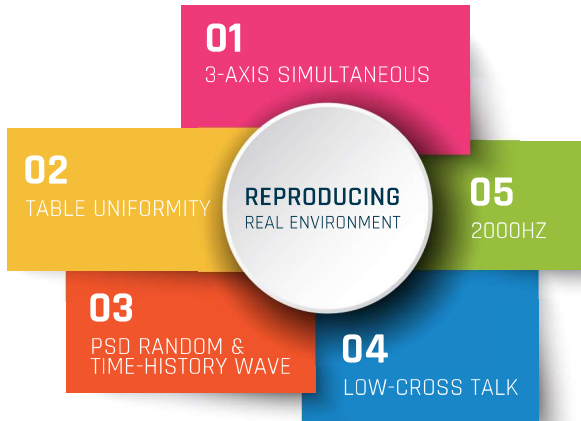 01
3-AXIS SIMULTANEOUS
02
TABLE UNIFORMITY
REPRODUCING
REAL ENVIRONMENT
05
2000HZ
03
PSD RANDOM &
TIME-HISTORY WAVE
04
LOW-CROSS TALK